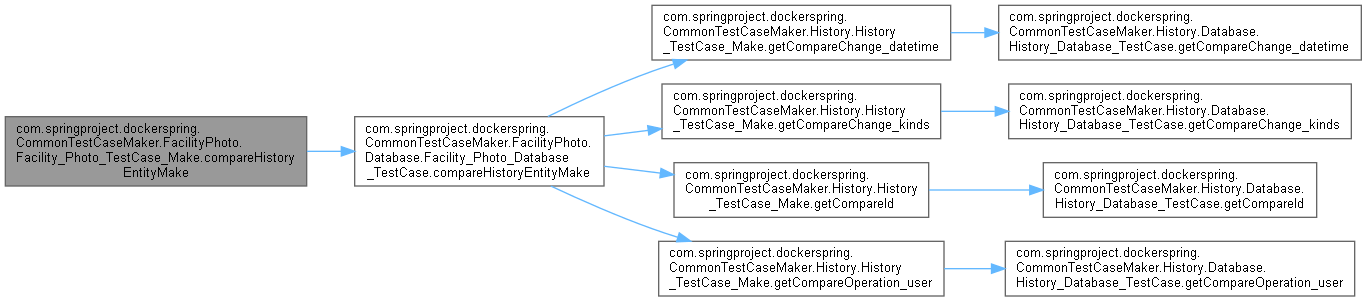 com.springproject.dockerspring.
CommonTestCaseMaker.FacilityPhoto.
Facility_Photo_TestCase_Make.compareHistory
EntityMake
com.springproject.dockerspring.
CommonTestCaseMaker.FacilityPhoto.
Database.Facility_Photo_Database
_TestCase.compareHistoryEntityMake
com.springproject.dockerspring.
CommonTestCaseMaker.History.History
_TestCase_Make.getCompareChange_datetime
com.springproject.dockerspring.
CommonTestCaseMaker.History.Database.
History_Database_TestCase.getCompareChange_datetime
com.springproject.dockerspring.
CommonTestCaseMaker.History.History
_TestCase_Make.getCompareChange_kinds
com.springproject.dockerspring.
CommonTestCaseMaker.History.Database.
History_Database_TestCase.getCompareChange_kinds
com.springproject.dockerspring.
CommonTestCaseMaker.History.History
_TestCase_Make.getCompareId
com.springproject.dockerspring.
CommonTestCaseMaker.History.Database.
History_Database_TestCase.getCompareId
com.springproject.dockerspring.
CommonTestCaseMaker.History.History
_TestCase_Make.getCompareOperation_user
com.springproject.dockerspring.
CommonTestCaseMaker.History.Database.
History_Database_TestCase.getCompareOperation_user